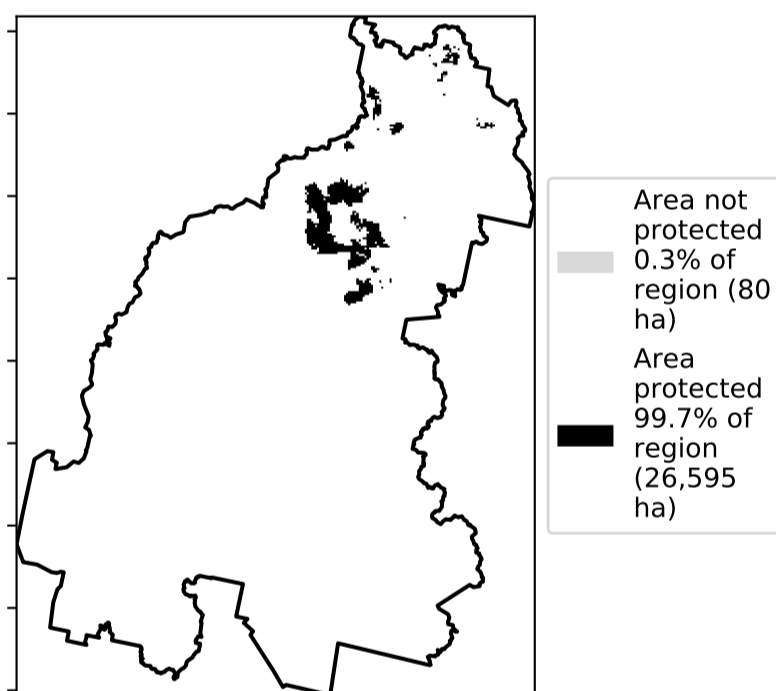 Area not
protected
0.3% of
region (80
ha)
Area
protected
99.7% of
region
(26,595
ha)